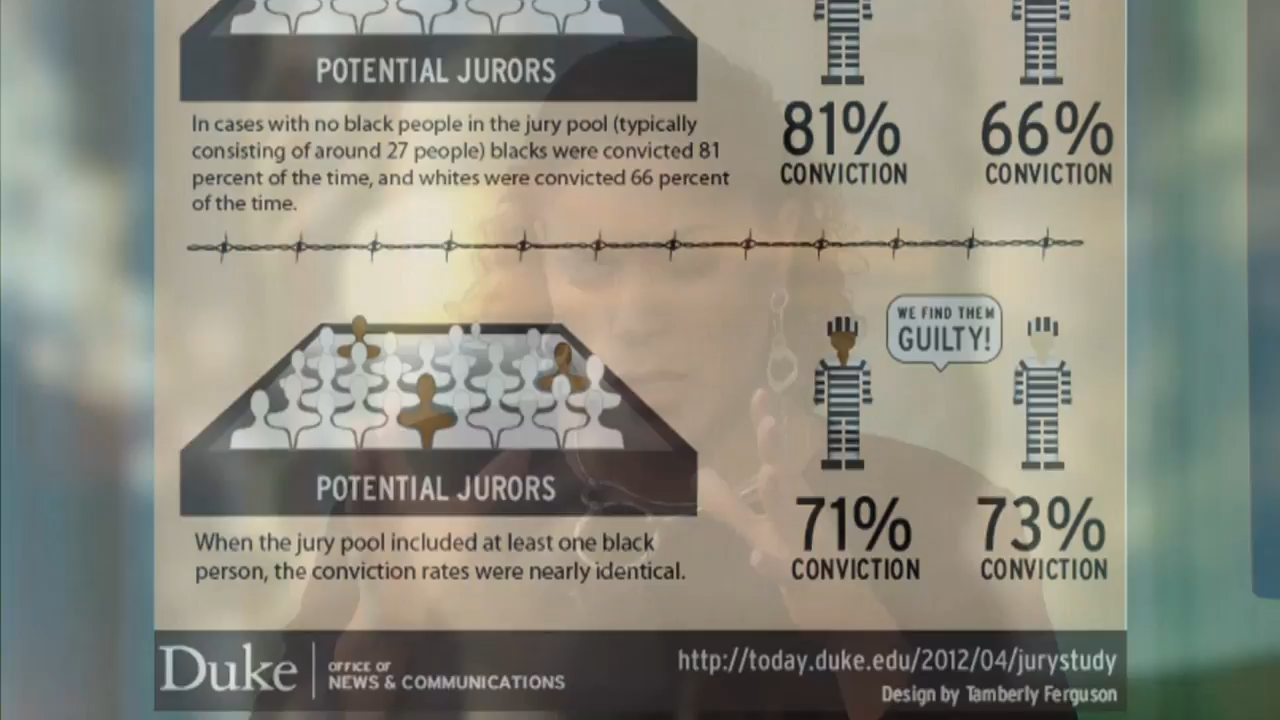 POTENTIAL JURORS
In cases with no black people in the jury pool (typically
consisting of around 27 people) blacks were convicted 81
percent of the time, and whites were convicted 66 percent
of the time.
81%
CONVICTION
66%
CONVICTION
WE FIND THEM
GUILTY!
POTENTIAL JURORS
When the jury pool included at least one black
person, the conviction rates were nearly identical.
71%
CONVICTION
73%
CONVICTION
Duke
OFFICE OF
NEWS & COMMUNICATIONS
http://today.duke.edu/2012/04/jurystudy
Design by Tamberly Ferguson